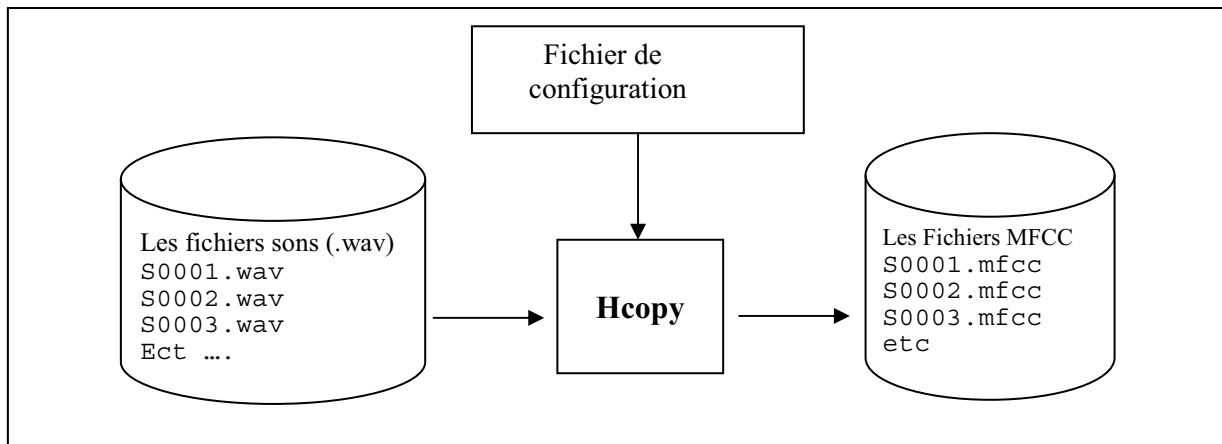 Fichier de
configuration
Les fichiers sons (.wav)
S0001.wav
S0002.wav
S0003.wav
Ect ….
Hcopy
Les Fichiers MFCC
S0001.mfcc
S0002.mfcc
S0003.mfcc
etc